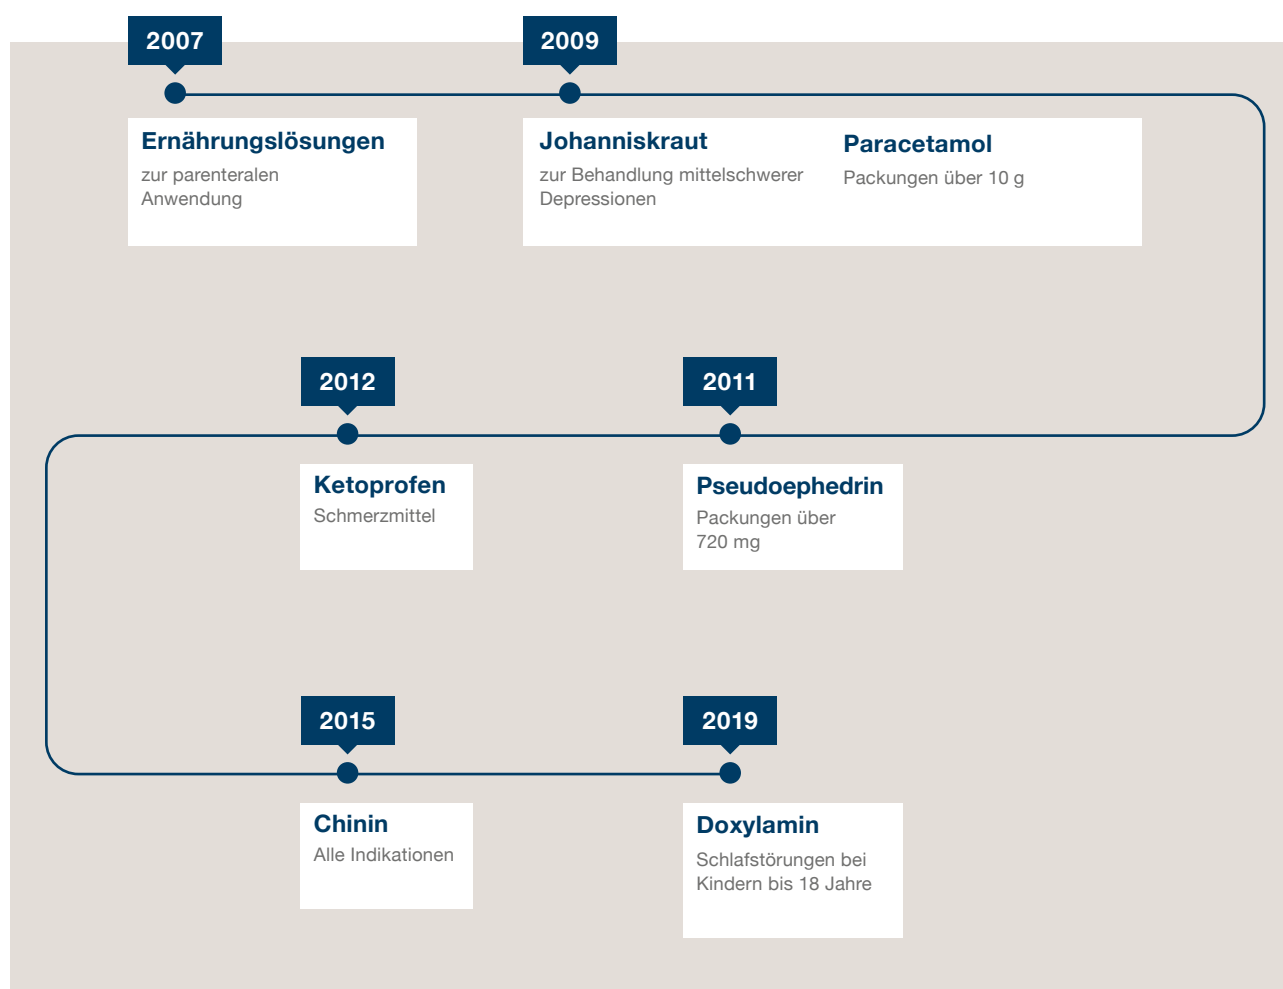 2007
Ernährungslösungen
zur parenteralen
Anwendung
2009
Johanniskraut
zur Behandlung mittelschwerer
Depressionen
Paracetamol
Packungen über 10 g
2011
Pseudoephedrin
Packungen über
720 mg
2012
Ketoprofen
Schmerzmittel
2015
Chinin
Alle Indikationen
2019
Doxylamin
Schlafstörungen bei
Kindern bis 18 Jahre